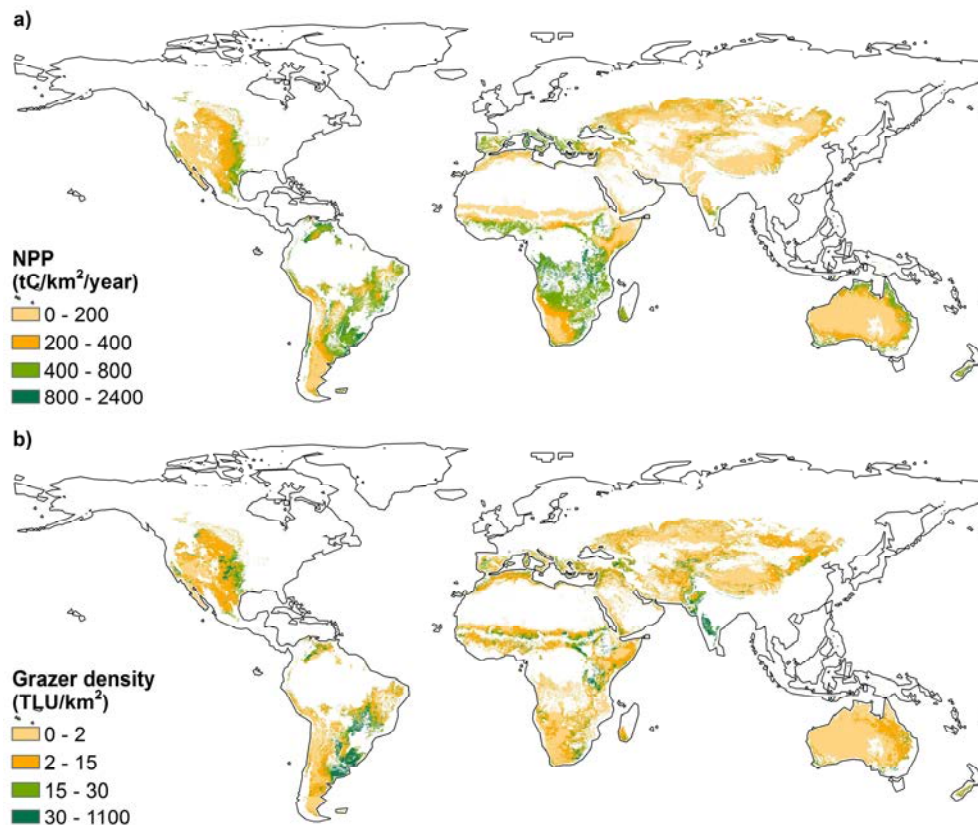 a)
NPP
(tC/km²/year)
0 - 200
200 - 400
400 - 800
800 - 2400
b)
Grazer density
(TLU/km²)
0 - 2
2 - 15
15 - 30
30 - 1100